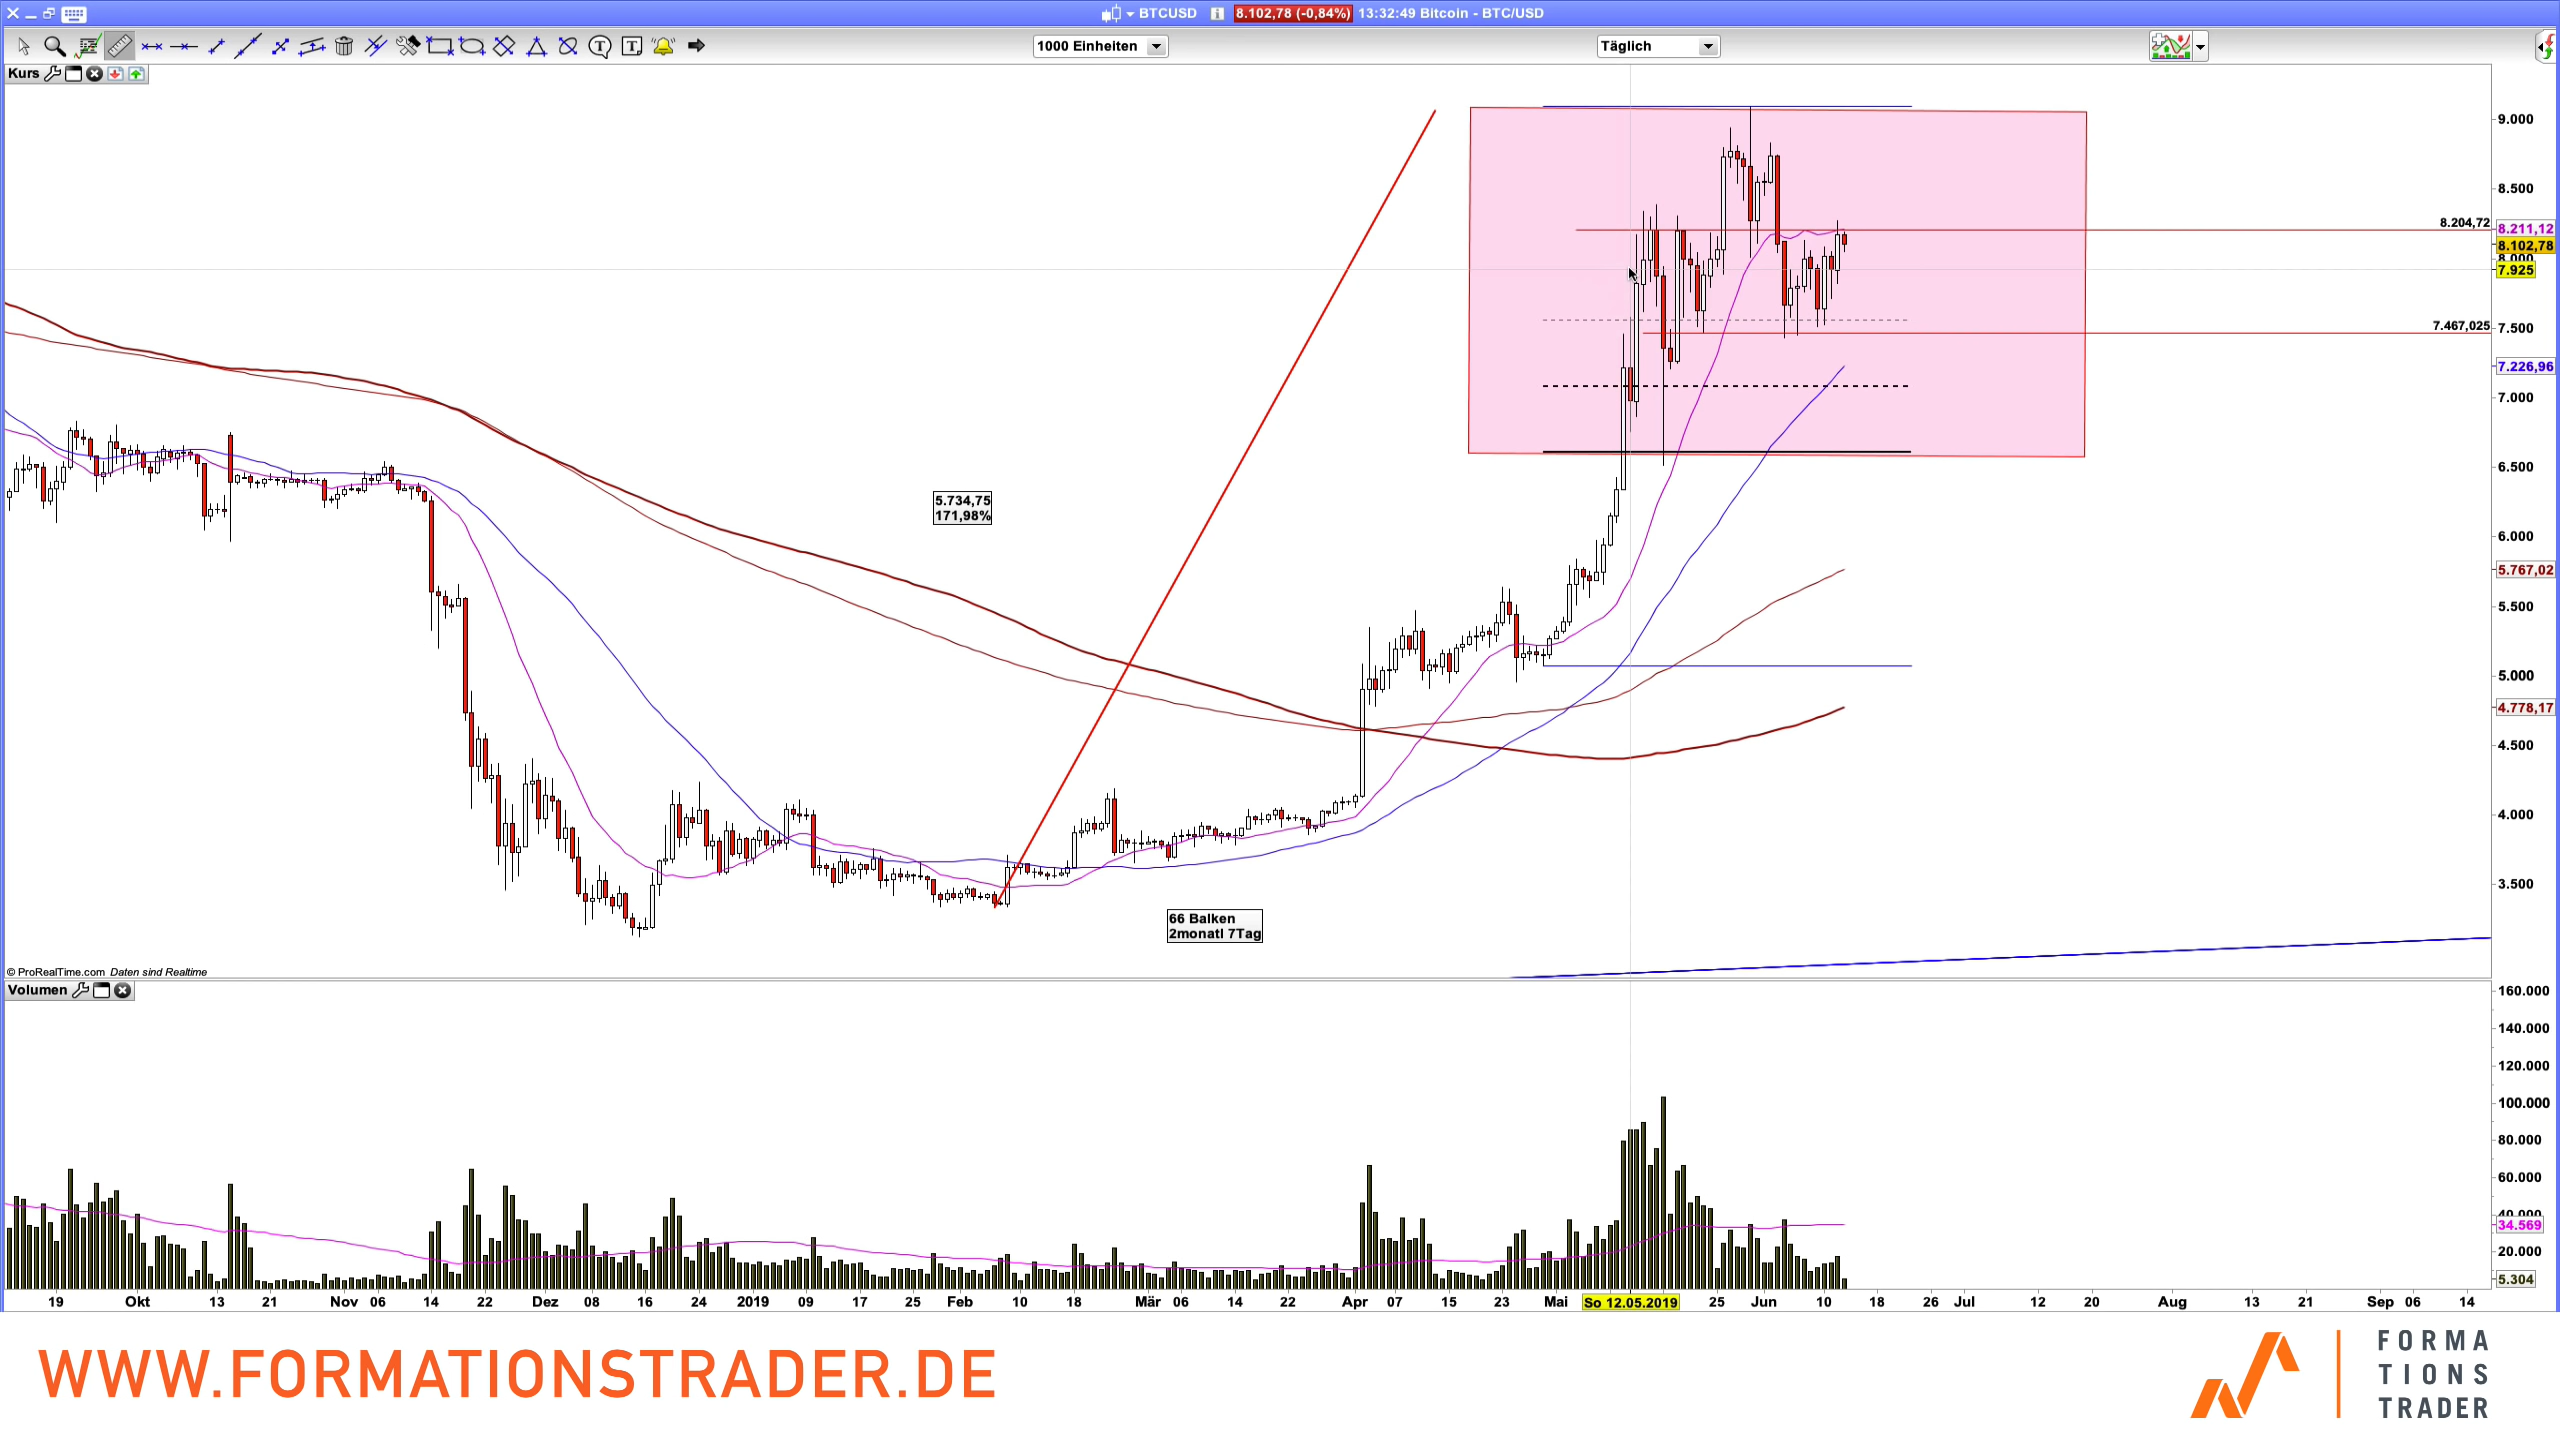 BTCUSD 8.102,78 (-0,84%) 13:32:49 Bitcoin - BTC/USD
1000 Einheiten Täglich
Kurs
9.000
8.500
8.204,72
8.211,12
8.102,78
8.000
7.925
7.467,025
7.500
7.226,96
7.000
6.500
5.734,75
171,98%
6.000
5.767,02
5.500
5.000
4.778,17
4.500
4.000
3.500
66 Balken
2monatl 7Tag
© ProRealTime.com Daten sind Realtime
Volumen
160.000
140.000
120.000
100.000
80.000
60.000
40.000
34.569
20.000
5.304
19 Okt 13 21 Nov 06 14 22 Dez 08 16 24 2019 09 17 25 Feb 10 18 Mär 06 14 22 Apr 07 15 23 Mai So 12.05.2019 25 Jun 10 18 26 Jul 12 20 Aug 13 21 Sep 06 14
WWW.FORMATIONSTRADER.DE
FORMA
TIONS
TRADER